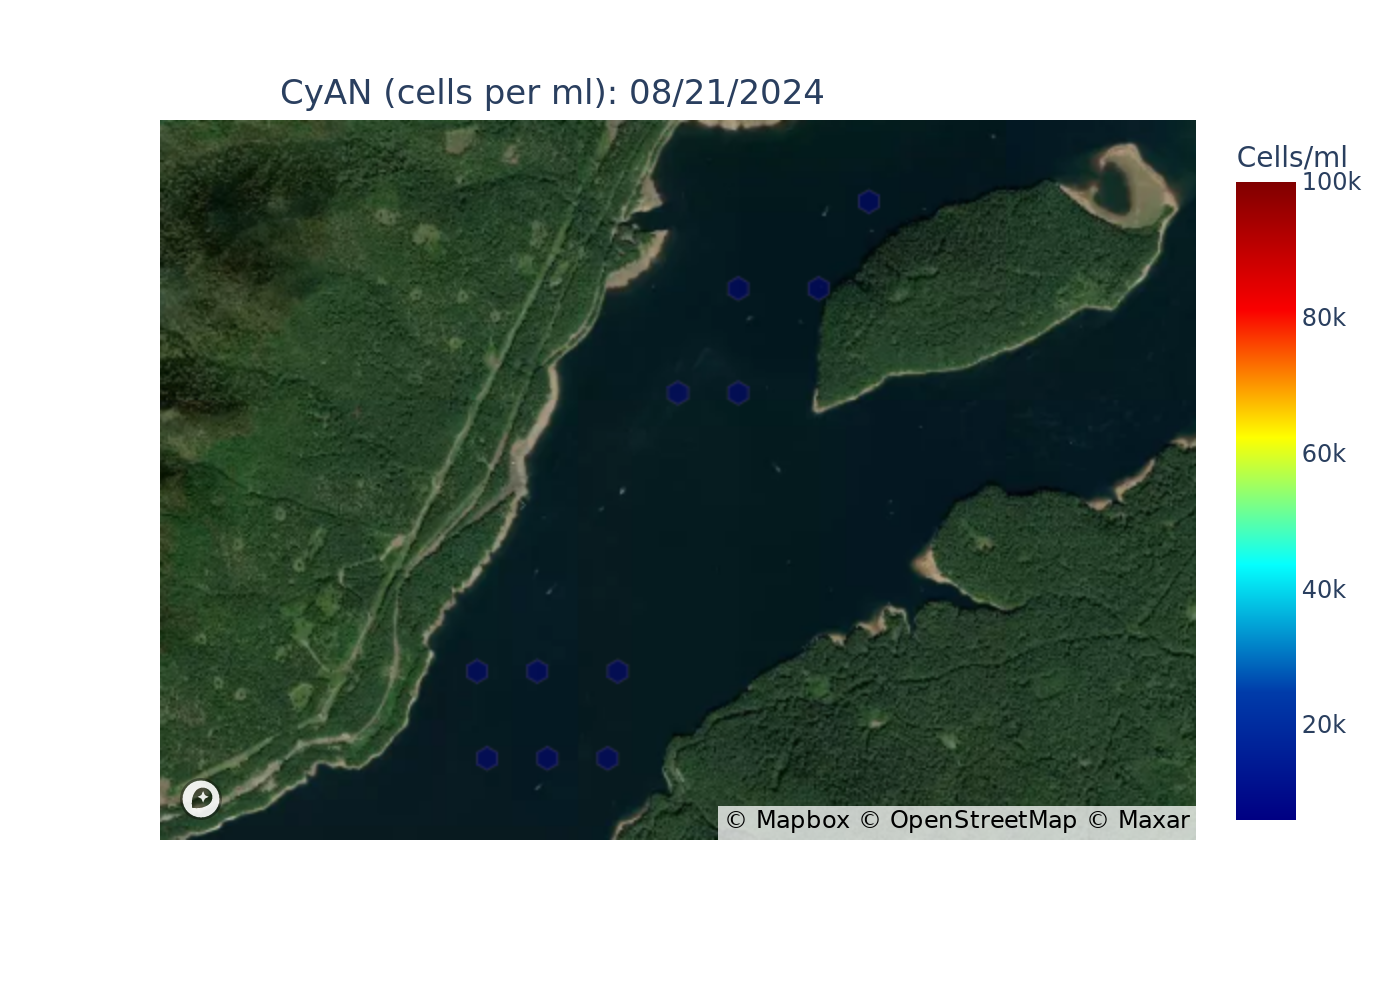 CyAN (cells per ml): 08/21/2024
Cells/ml
100k
80k
60k
40k
20k
© Mapbox © OpenStreetMap © Maxar